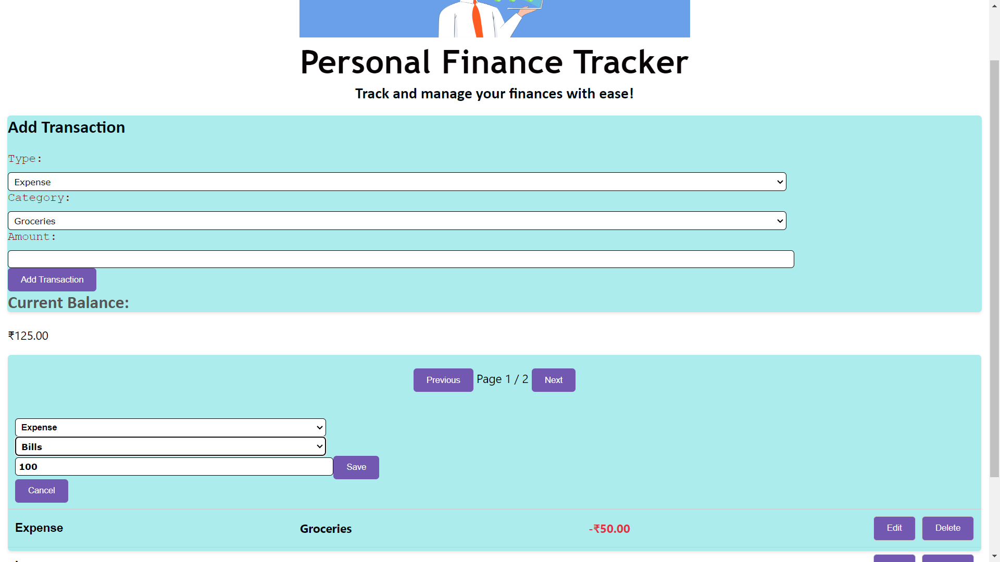 Personal Finance Tracker
Track and manage your finances with ease!
Add Transaction
Type:
Expense
Category:
Groceries
Amount:
Add Transaction
Current Balance:
₹125.00
Previous Page 1 / 2 Next
Expense
Bills
100 Save
Cancel
Expense Groceries -₹50.00 Edit Delete